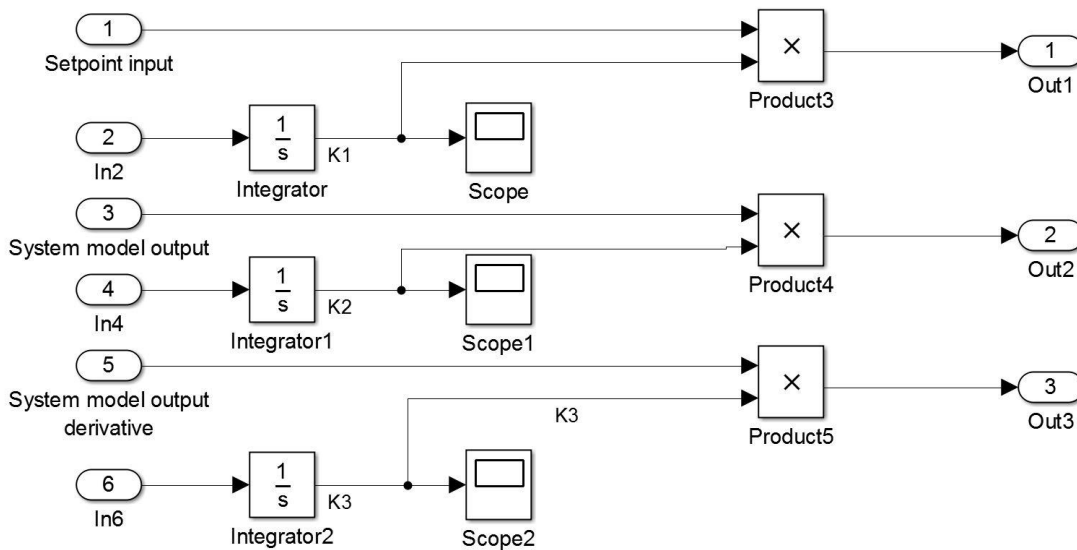 1
Setpoint input
×
Product3
1
Out1
2
In2
1
s
Integrator
K1
Scope
3
System model output
×
Product4
2
Out2
4
In4
1
s
Integrator1
K2
Scope1
5
System model output
derivative
×
Product5
3
Out3
K3
6
In6
1
s
Integrator2
K3
Scope2